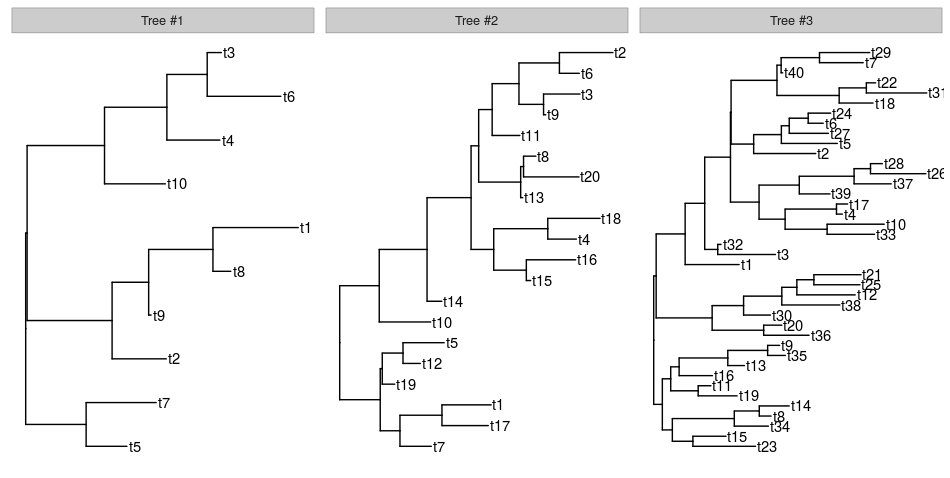 Tree #1
Tree #2
Tree #3
t3
t6
t4
t10
t1
t8
t9
t2
t7
t5
t2
t6
t3
t9
t11
t8
t20
t13
t18
t4
t16
t15
t14
t10
t5
t12
t19
t1
t17
t7
t29
t7
t40
t22
t31
t18
t24
t6
t27
t5
t2
t28
t26
t37
t39
t17
t4
t10
t33
t32
t3
t1
t21
t25
t12
t38
t30
t20
t36
t9
t35
t13
t16
t11
t19
t14
t8
t34
t15
t23